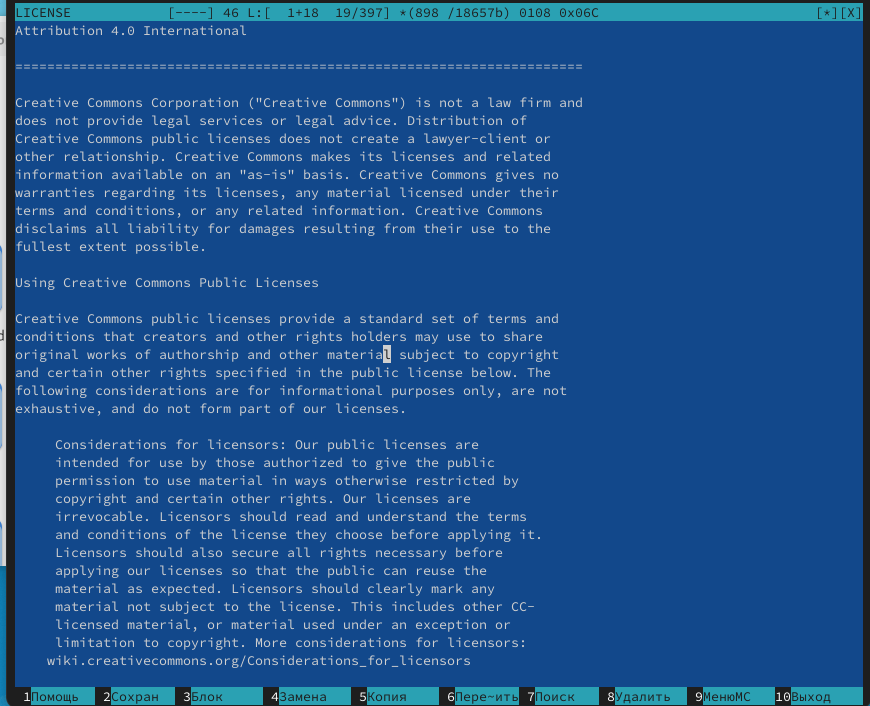 LICENSE [----] 46 L:[ 1+18 19/397] *(898 /18657b) 0108 0x06C [*][X]
Attribution 4.0 International
=======================================================================
Creative Commons Corporation ("Creative Commons") is not a law firm and
does not provide legal services or legal advice. Distribution of
Creative Commons public licenses does not create a lawyer-client or
other relationship. Creative Commons makes its licenses and related
information available on an "as-is" basis. Creative Commons gives no
warranties regarding its licenses, any material licensed under their
terms and conditions, or any related information. Creative Commons
disclaims all liability for damages resulting from their use to the
fullest extent possible.
Using Creative Commons Public Licenses
Creative Commons public licenses provide a standard set of terms and
conditions that creators and other rights holders may use to share
original works of authorship and other material subject to copyright
and certain other rights specified in the public license below. The
following considerations are for informational purposes only, are not
exhaustive, and do not form part of our licenses.
Considerations for licensors: Our public licenses are
intended for use by those authorized to give the public
permission to use material in ways otherwise restricted by
copyright and certain other rights. Our licenses are
irrevocable. Licensors should read and understand the terms
and conditions of the license they choose before applying it.
Licensors should also secure all rights necessary before
applying our licenses so that the public can reuse the
material as expected. Licensors should clearly mark any
material not subject to the license. This includes other CC-
licensed material, or material used under an exception or
limitation to copyright. More considerations for licensors:
wiki.creativecommons.org/Considerations_for_licensors
1Помощь 2Сохран 3Блок 4Замена 5Копия 6Пере~ить 7Поиск 8Удалить 9МенюMC 10Выход